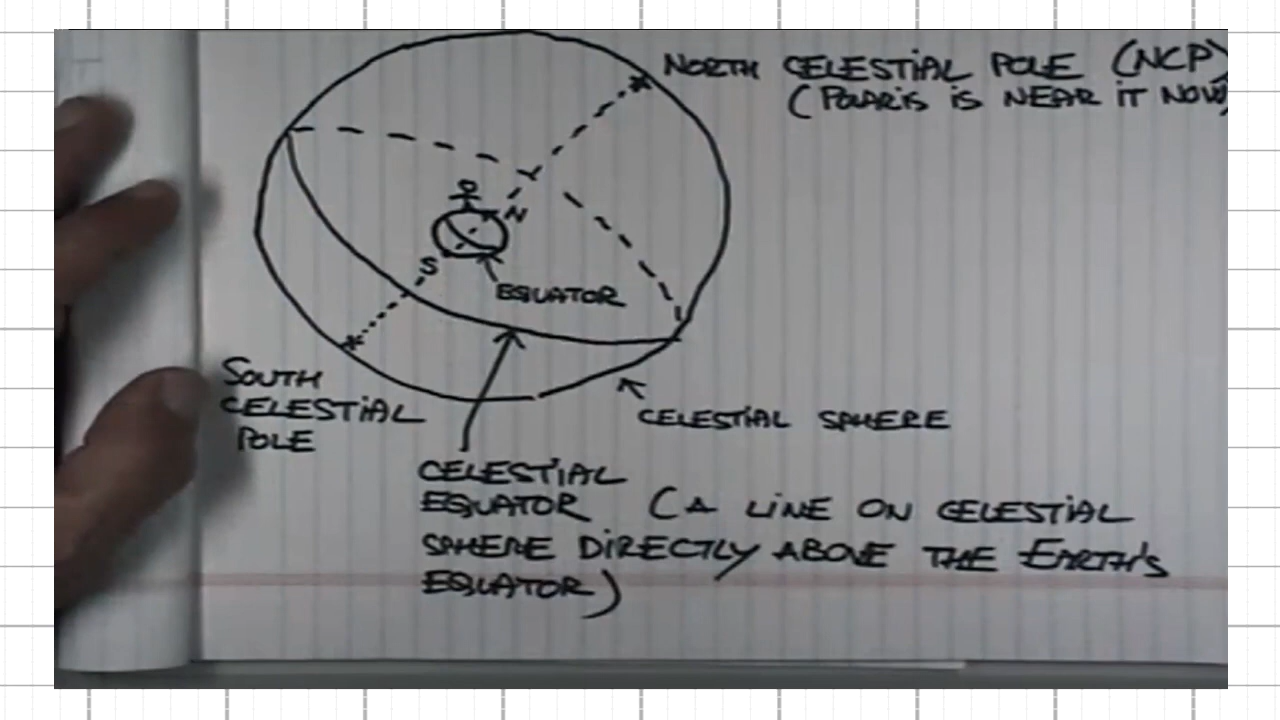 NORTH CELESTIAL POLE (NCP)
(POLARIS IS NEAR IT NOW)
N
S
EQUATOR
SOUTH
CELESTIAL
POLE
CELESTIAL SPHERE
CELESTIAL
EQUATOR (A LINE ON CELESTIAL
SPHERE DIRECTLY ABOVE THE EARTH'S
EQUATOR)